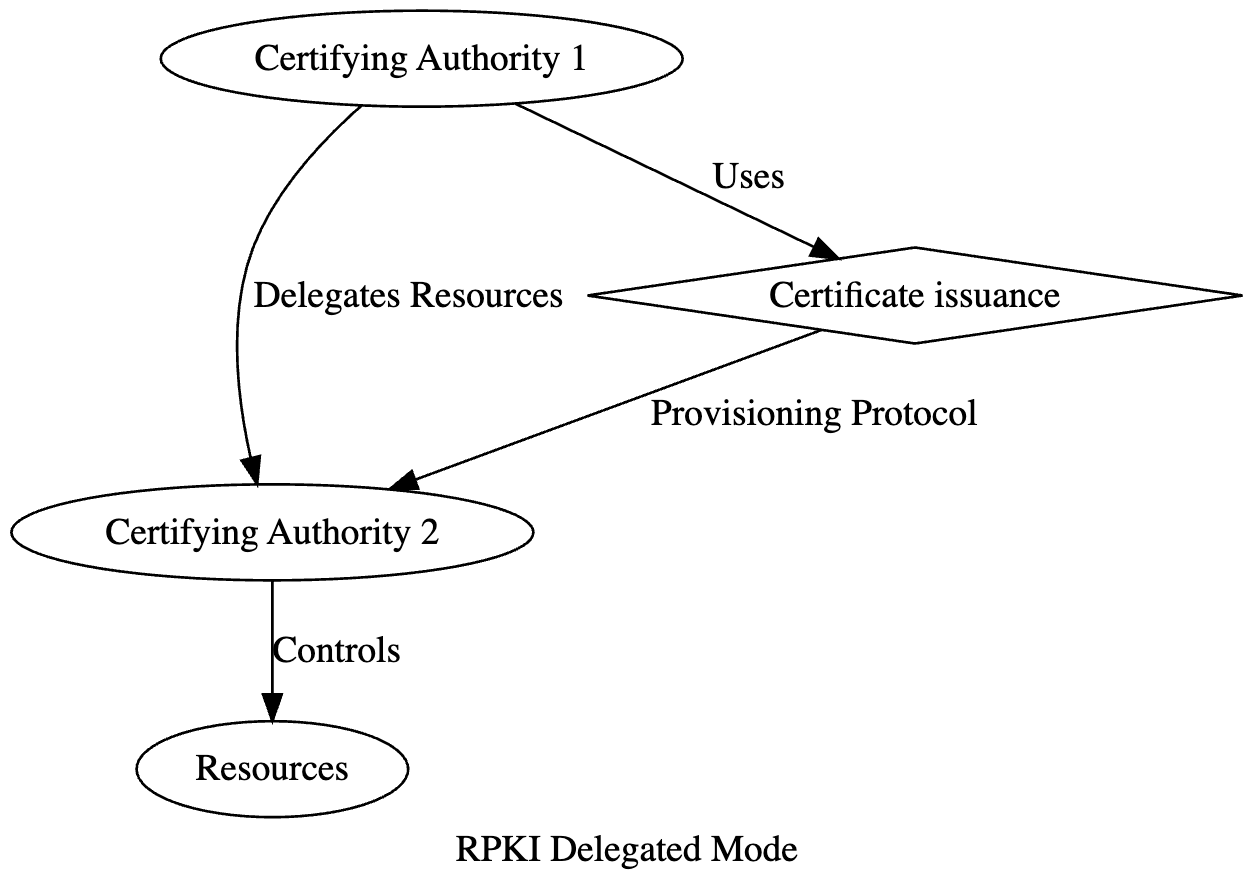 Certifying Authority 1
Uses
Delegates Resources
Certificate issuance
Provisioning Protocol
Certifying Authority 2
Controls
Resources
RPKI Delegated Mode